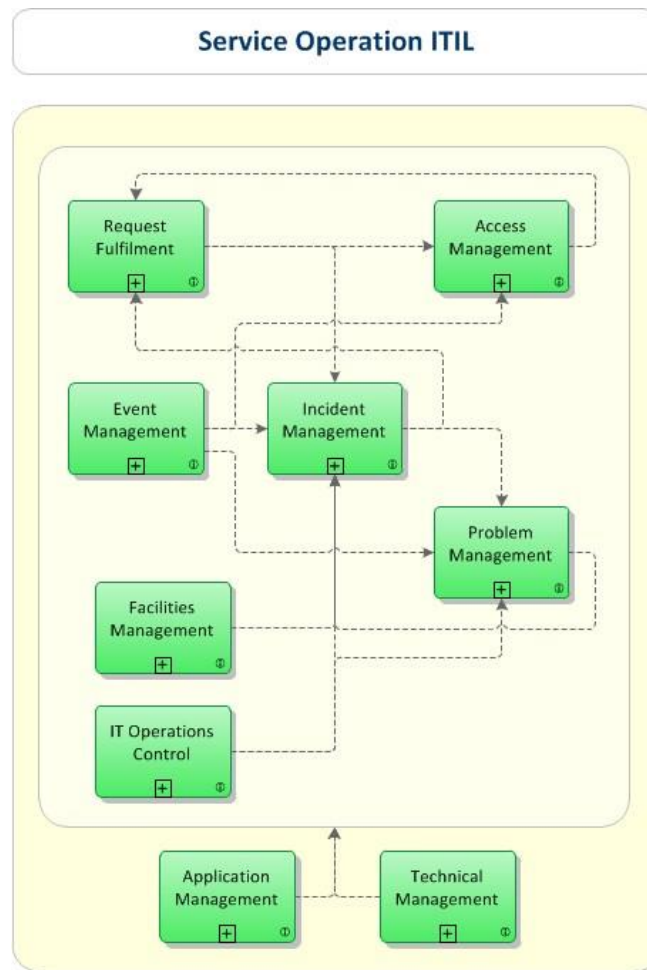 Service Operation ITIL
Request
Fulfilment
Access
Management
Event
Management
Incident
Management
Problem
Management
Facilities
Management
IT Operations
Control
Application
Management
Technical
Management